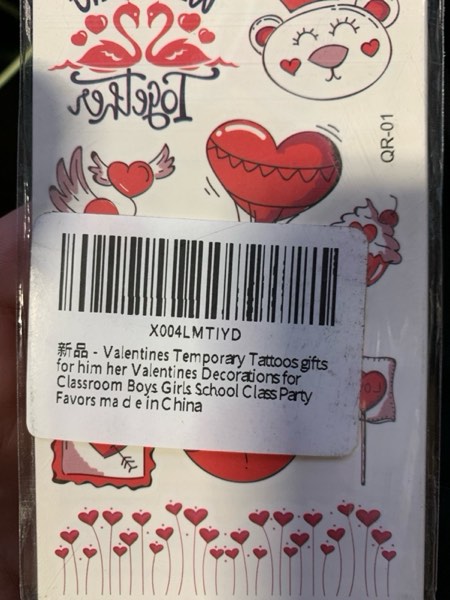 Together
QR-01
X004LMTIYD
新品 - Valentines Temporary Tattoos gifts
for him her Valentines Decorations for
Classroom Boys Girls School Class Party
Favors made in China